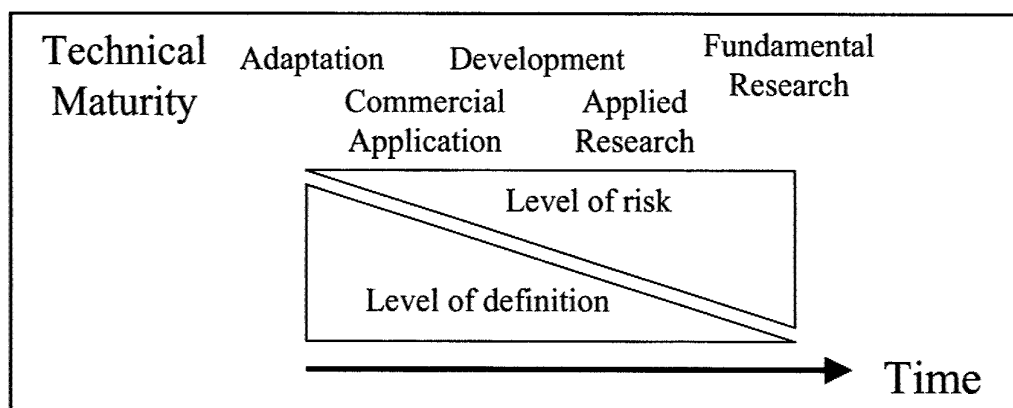 Technical
Maturity
Adaptation
Development
Fundamental
Research
Commercial
Application
Applied
Research
Level of risk
Level of definition
Time